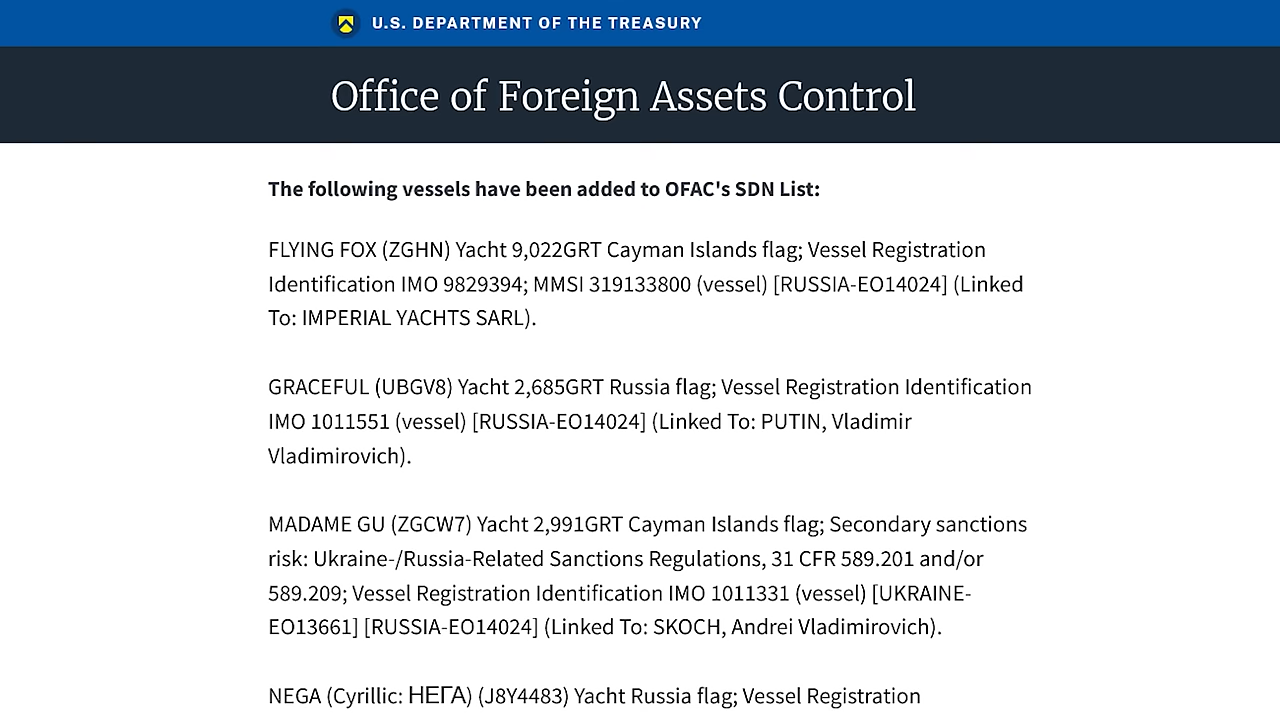 U.S. DEPARTMENT OF THE TREASURY
Office of Foreign Assets Control
The following vessels have been added to OFAC's SDN List:
FLYING FOX (ZGHN) Yacht 9,022GRT Cayman Islands flag; Vessel Registration
Identification IMO 9829394; MMSI 319133800 (vessel) [RUSSIA-EO14024] (Linked
To: IMPERIAL YACHTS SARL).
GRACEFUL (UBGV8) Yacht 2,685GRT Russia flag; Vessel Registration Identification
IMO 1011551 (vessel) [RUSSIA-EO14024] (Linked To: PUTIN, Vladimir
Vladimirovich).
MADAME GU (ZGCW7) Yacht 2,991GRT Cayman Islands flag; Secondary sanctions
risk: Ukraine-/Russia-Related Sanctions Regulations, 31 CFR 589.201 and/or
589.209; Vessel Registration Identification IMO 1011331 (vessel) [UKRAINE-
EO13661] [RUSSIA-EO14024] (Linked To: SKOCH, Andrei Vladimirovich).
NEGA (Cyrillic: НЕГА) (J8Y4483) Yacht Russia flag; Vessel Registration